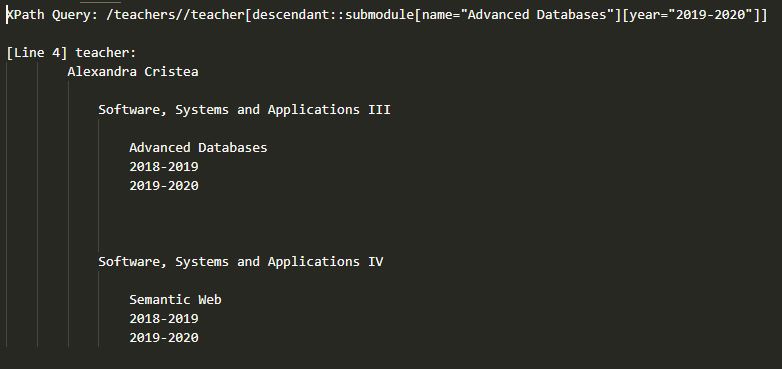 XPath Query: /teachers//teacher[descendant::submodule[name="Advanced Databases"][year="2019-2020"]]
[Line 4] teacher:
Alexandra Cristea
Software, Systems and Applications III
Advanced Databases
2018-2019
2019-2020
Software, Systems and Applications IV
Semantic Web
2018-2019
2019-2020